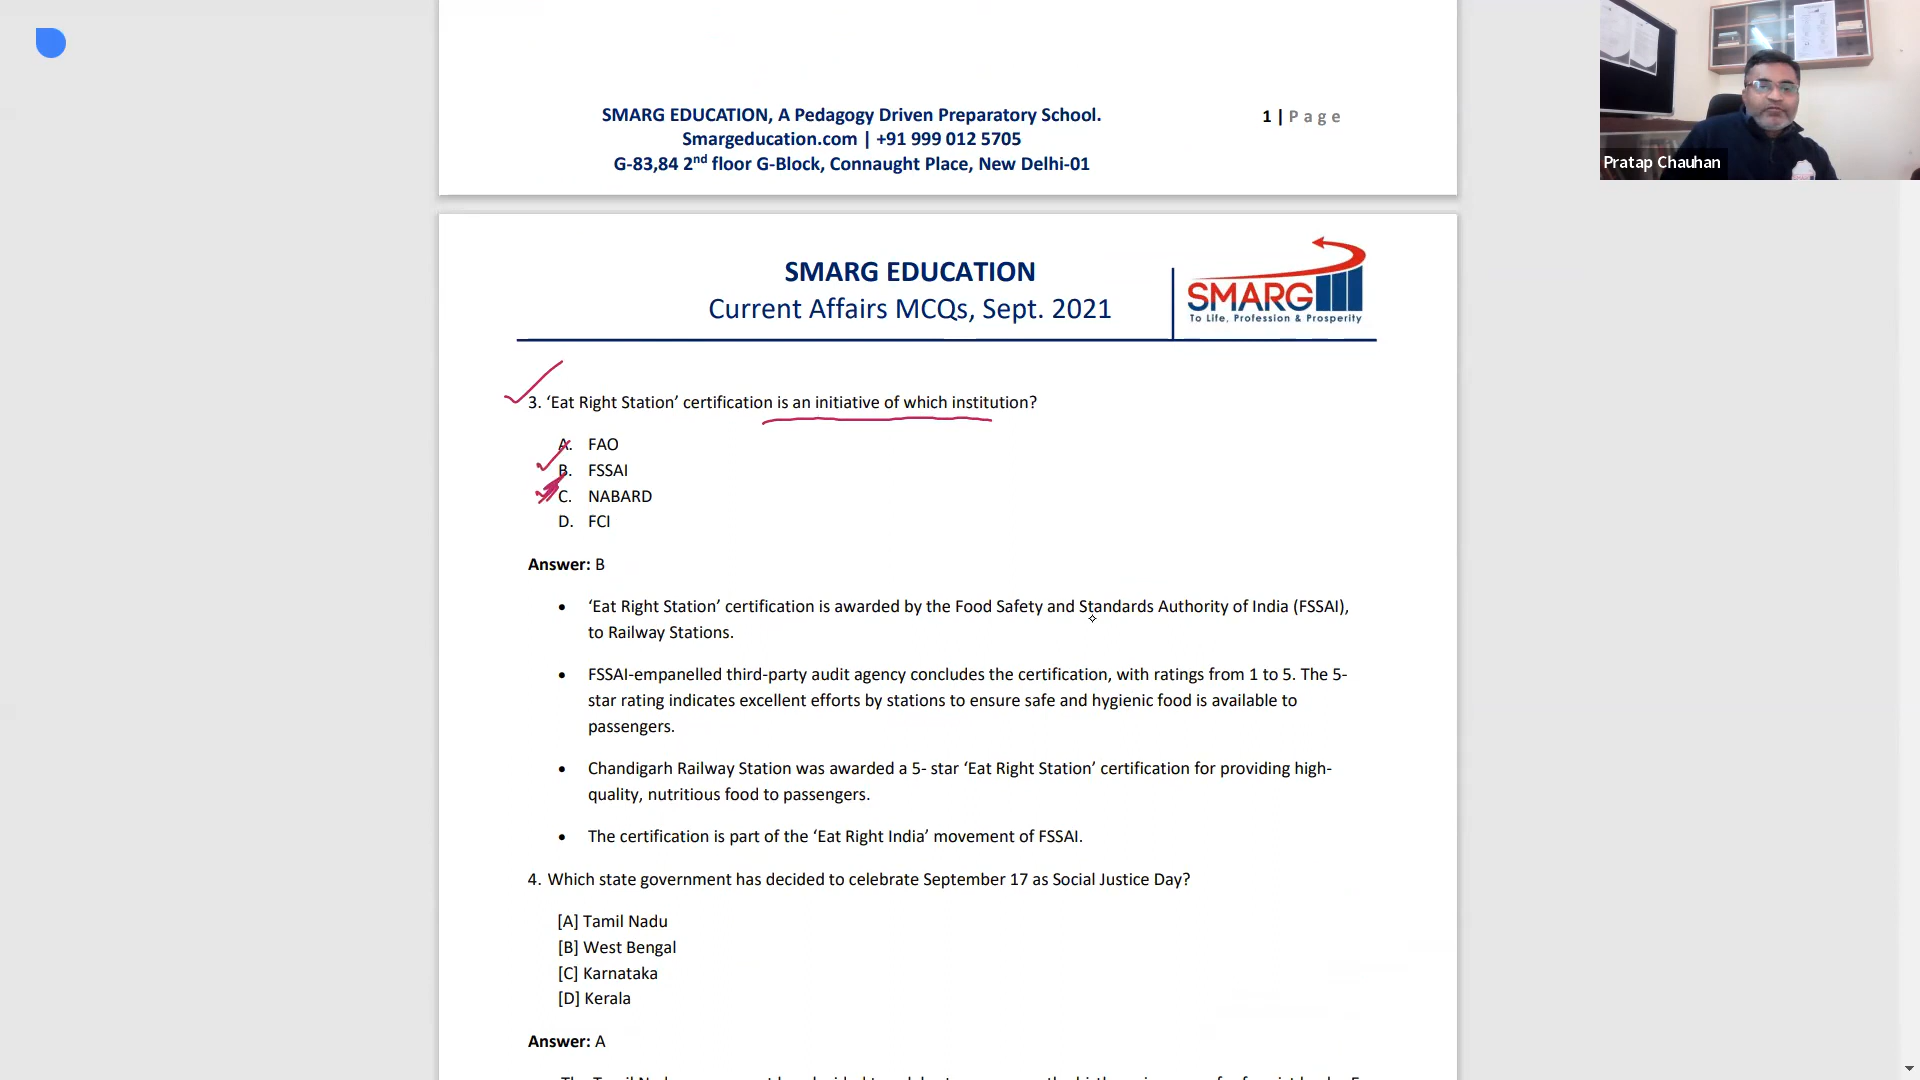 SMARG EDUCATION, A Pedagogy Driven Preparatory School.
Smargeducation.com | +91 999 012 5705
G-83,84 2nd floor G-Block, Connaught Place, New Delhi-01
1 | P a g e
Pratap Chauhan
SMARG EDUCATION
Current Affairs MCQs, Sept. 2021
SMARG
To Life, Profession & Prosperity
3. ‘Eat Right Station’ certification is an initiative of which institution?
A. FAO
B. FSSAI
C. NABARD
D. FCI
Answer: B
• ‘Eat Right Station’ certification is awarded by the Food Safety and Standards Authority of India (FSSAI),
to Railway Stations.
• FSSAI-empanelled third-party audit agency concludes the certification, with ratings from 1 to 5. The 5-
star rating indicates excellent efforts by stations to ensure safe and hygienic food is available to
passengers.
• Chandigarh Railway Station was awarded a 5- star ‘Eat Right Station’ certification for providing high-
quality, nutritious food to passengers.
• The certification is part of the ‘Eat Right India’ movement of FSSAI.
4. Which state government has decided to celebrate September 17 as Social Justice Day?
[A] Tamil Nadu
[B] West Bengal
[C] Karnataka
[D] Kerala
Answer: A